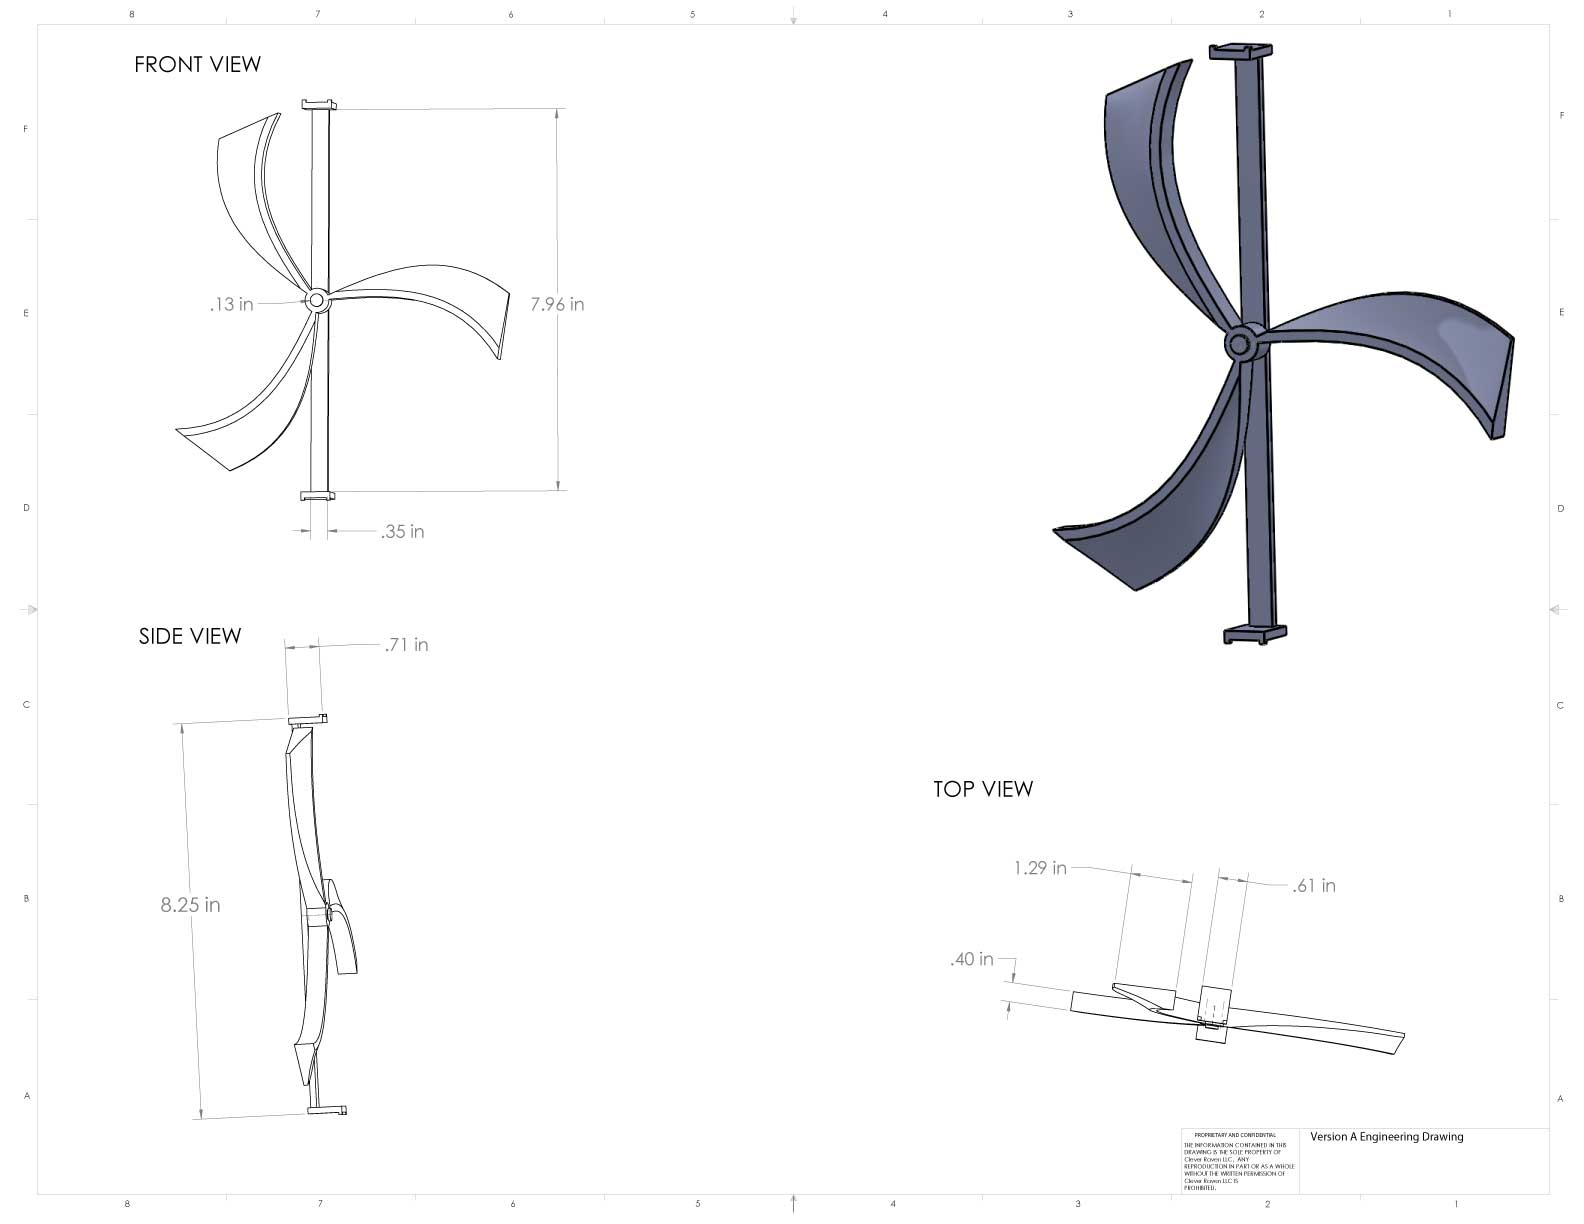 8 7 6 5 4 3 2 1
FRONT VIEW
F F
.13 in
7.96 in
E E
D D
.35 in
SIDE VIEW
.71 in
C C
TOP VIEW
1.29 in
.61 in
8.25 in
B B
.40 in
A A
PROPRIETARY AND CONFIDENTIAL
THE INFORMATION CONTAINED IN THIS
DRAWING IS THE SOLE PROPERTY OF
Clever Raven LLC. ANY
REPRODUCTION IN PART OR AS A WHOLE
WITHOUT THE WRITTEN PERMISSION OF
Clever Raven LLC IS
PROHIBITED.
Version A Engineering Drawing
8 7 6 5 4 3 2 1